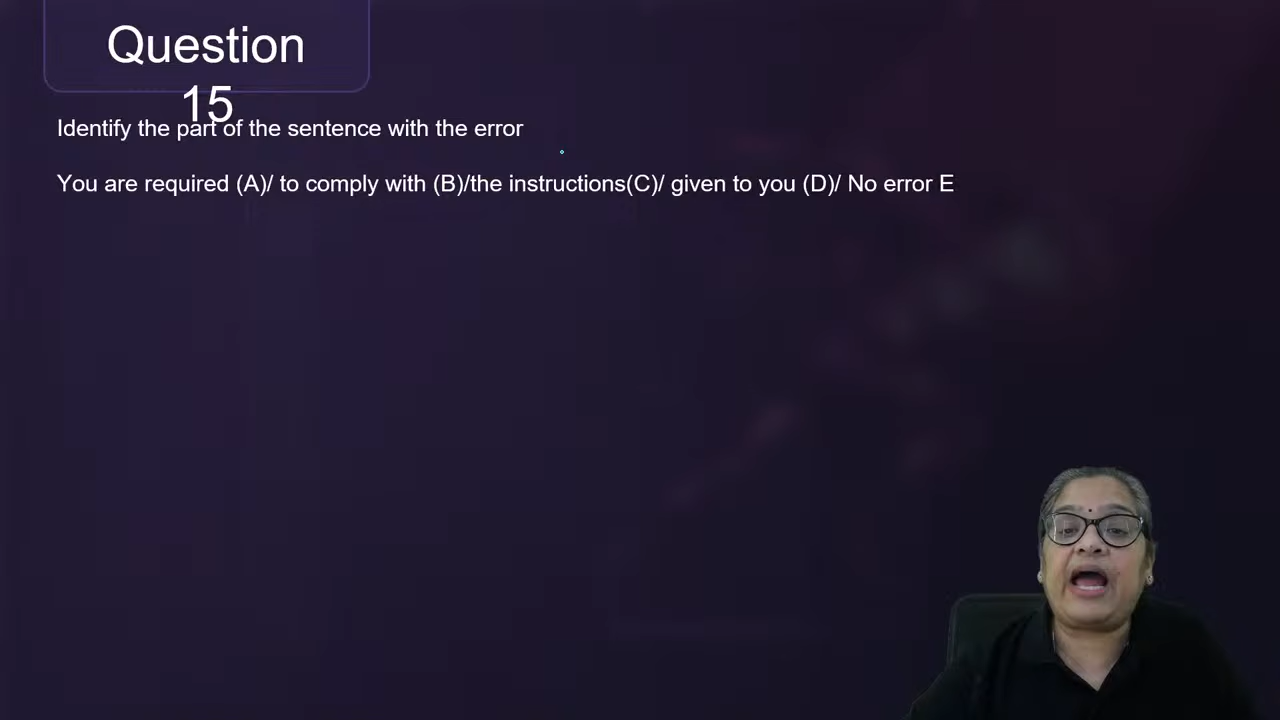 Question
15
Identify the part of the sentence with the error
You are required (A)/ to comply with (B)/the instructions(C)/ given to you (D)/ No error E